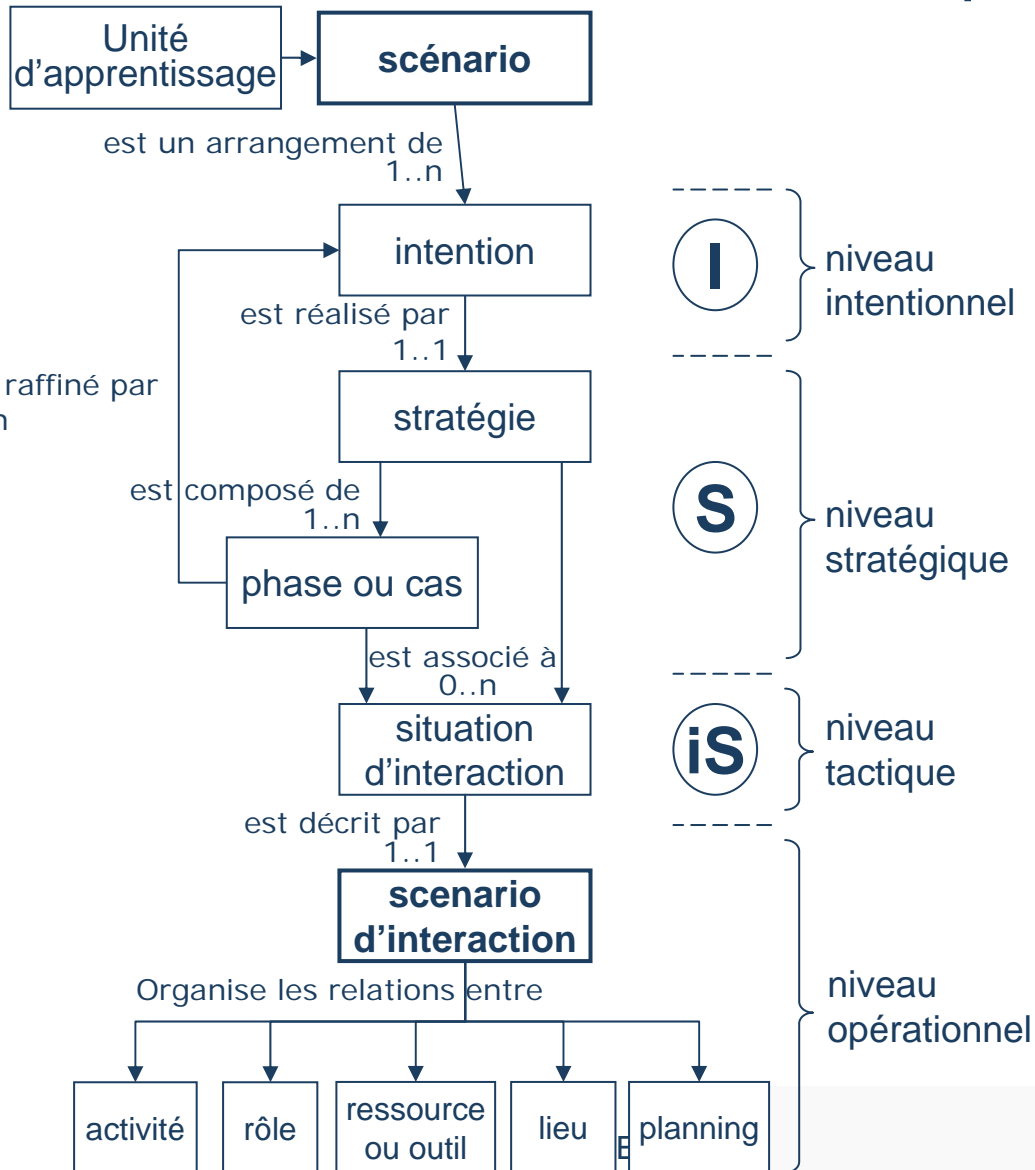 Unité
d'apprentissage
scénario
est un arrangement de
1..n
intention
I
niveau
intentionnel
est réalisé par
1..1
raffiné par
n
stratégie
S
niveau
stratégique
est composé de
1..n
phase ou cas
est associé à
0..n
situation
d'interaction
iS
niveau
tactique
est décrit par
1..1
scenario
d'interaction
niveau
opérationnel
Organise les relations entre
activité
rôle
ressource
ou outil
lieu
planning